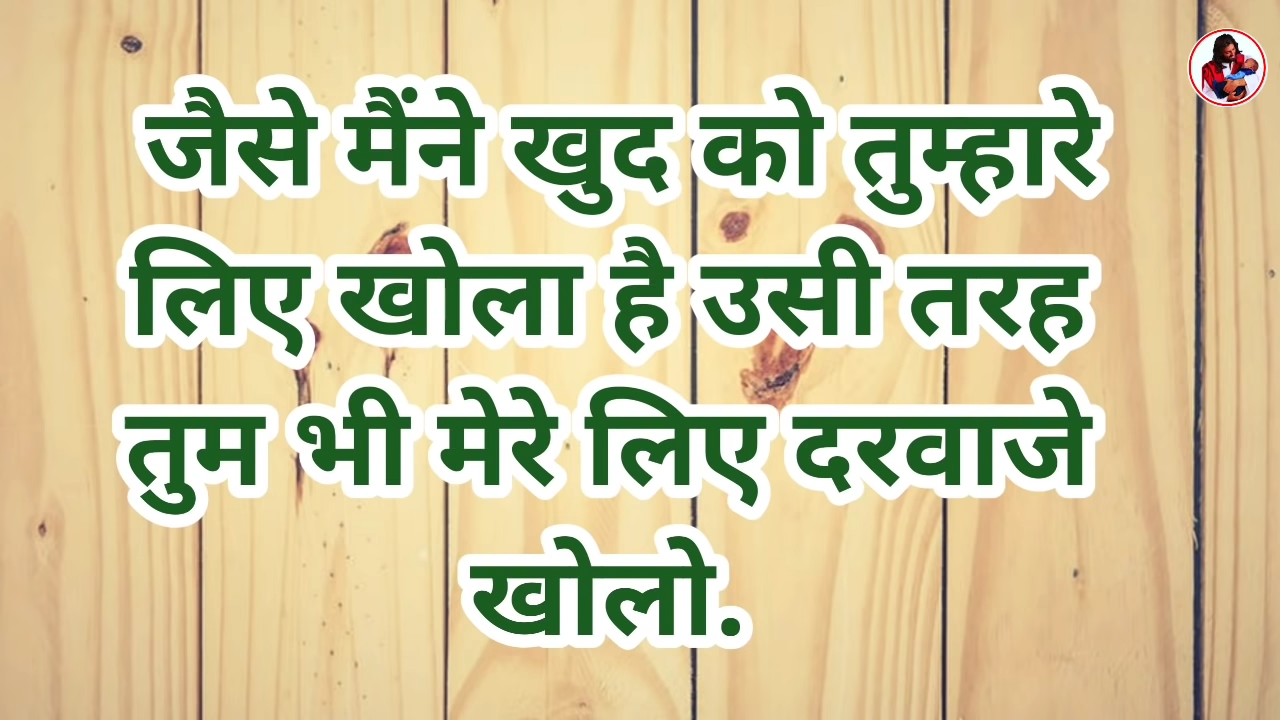 जैसे मैंने खुद को तुम्हारे
लिए खोला है उसी तरह
तुम भी मेरे लिए दरवाजे
खोलो.